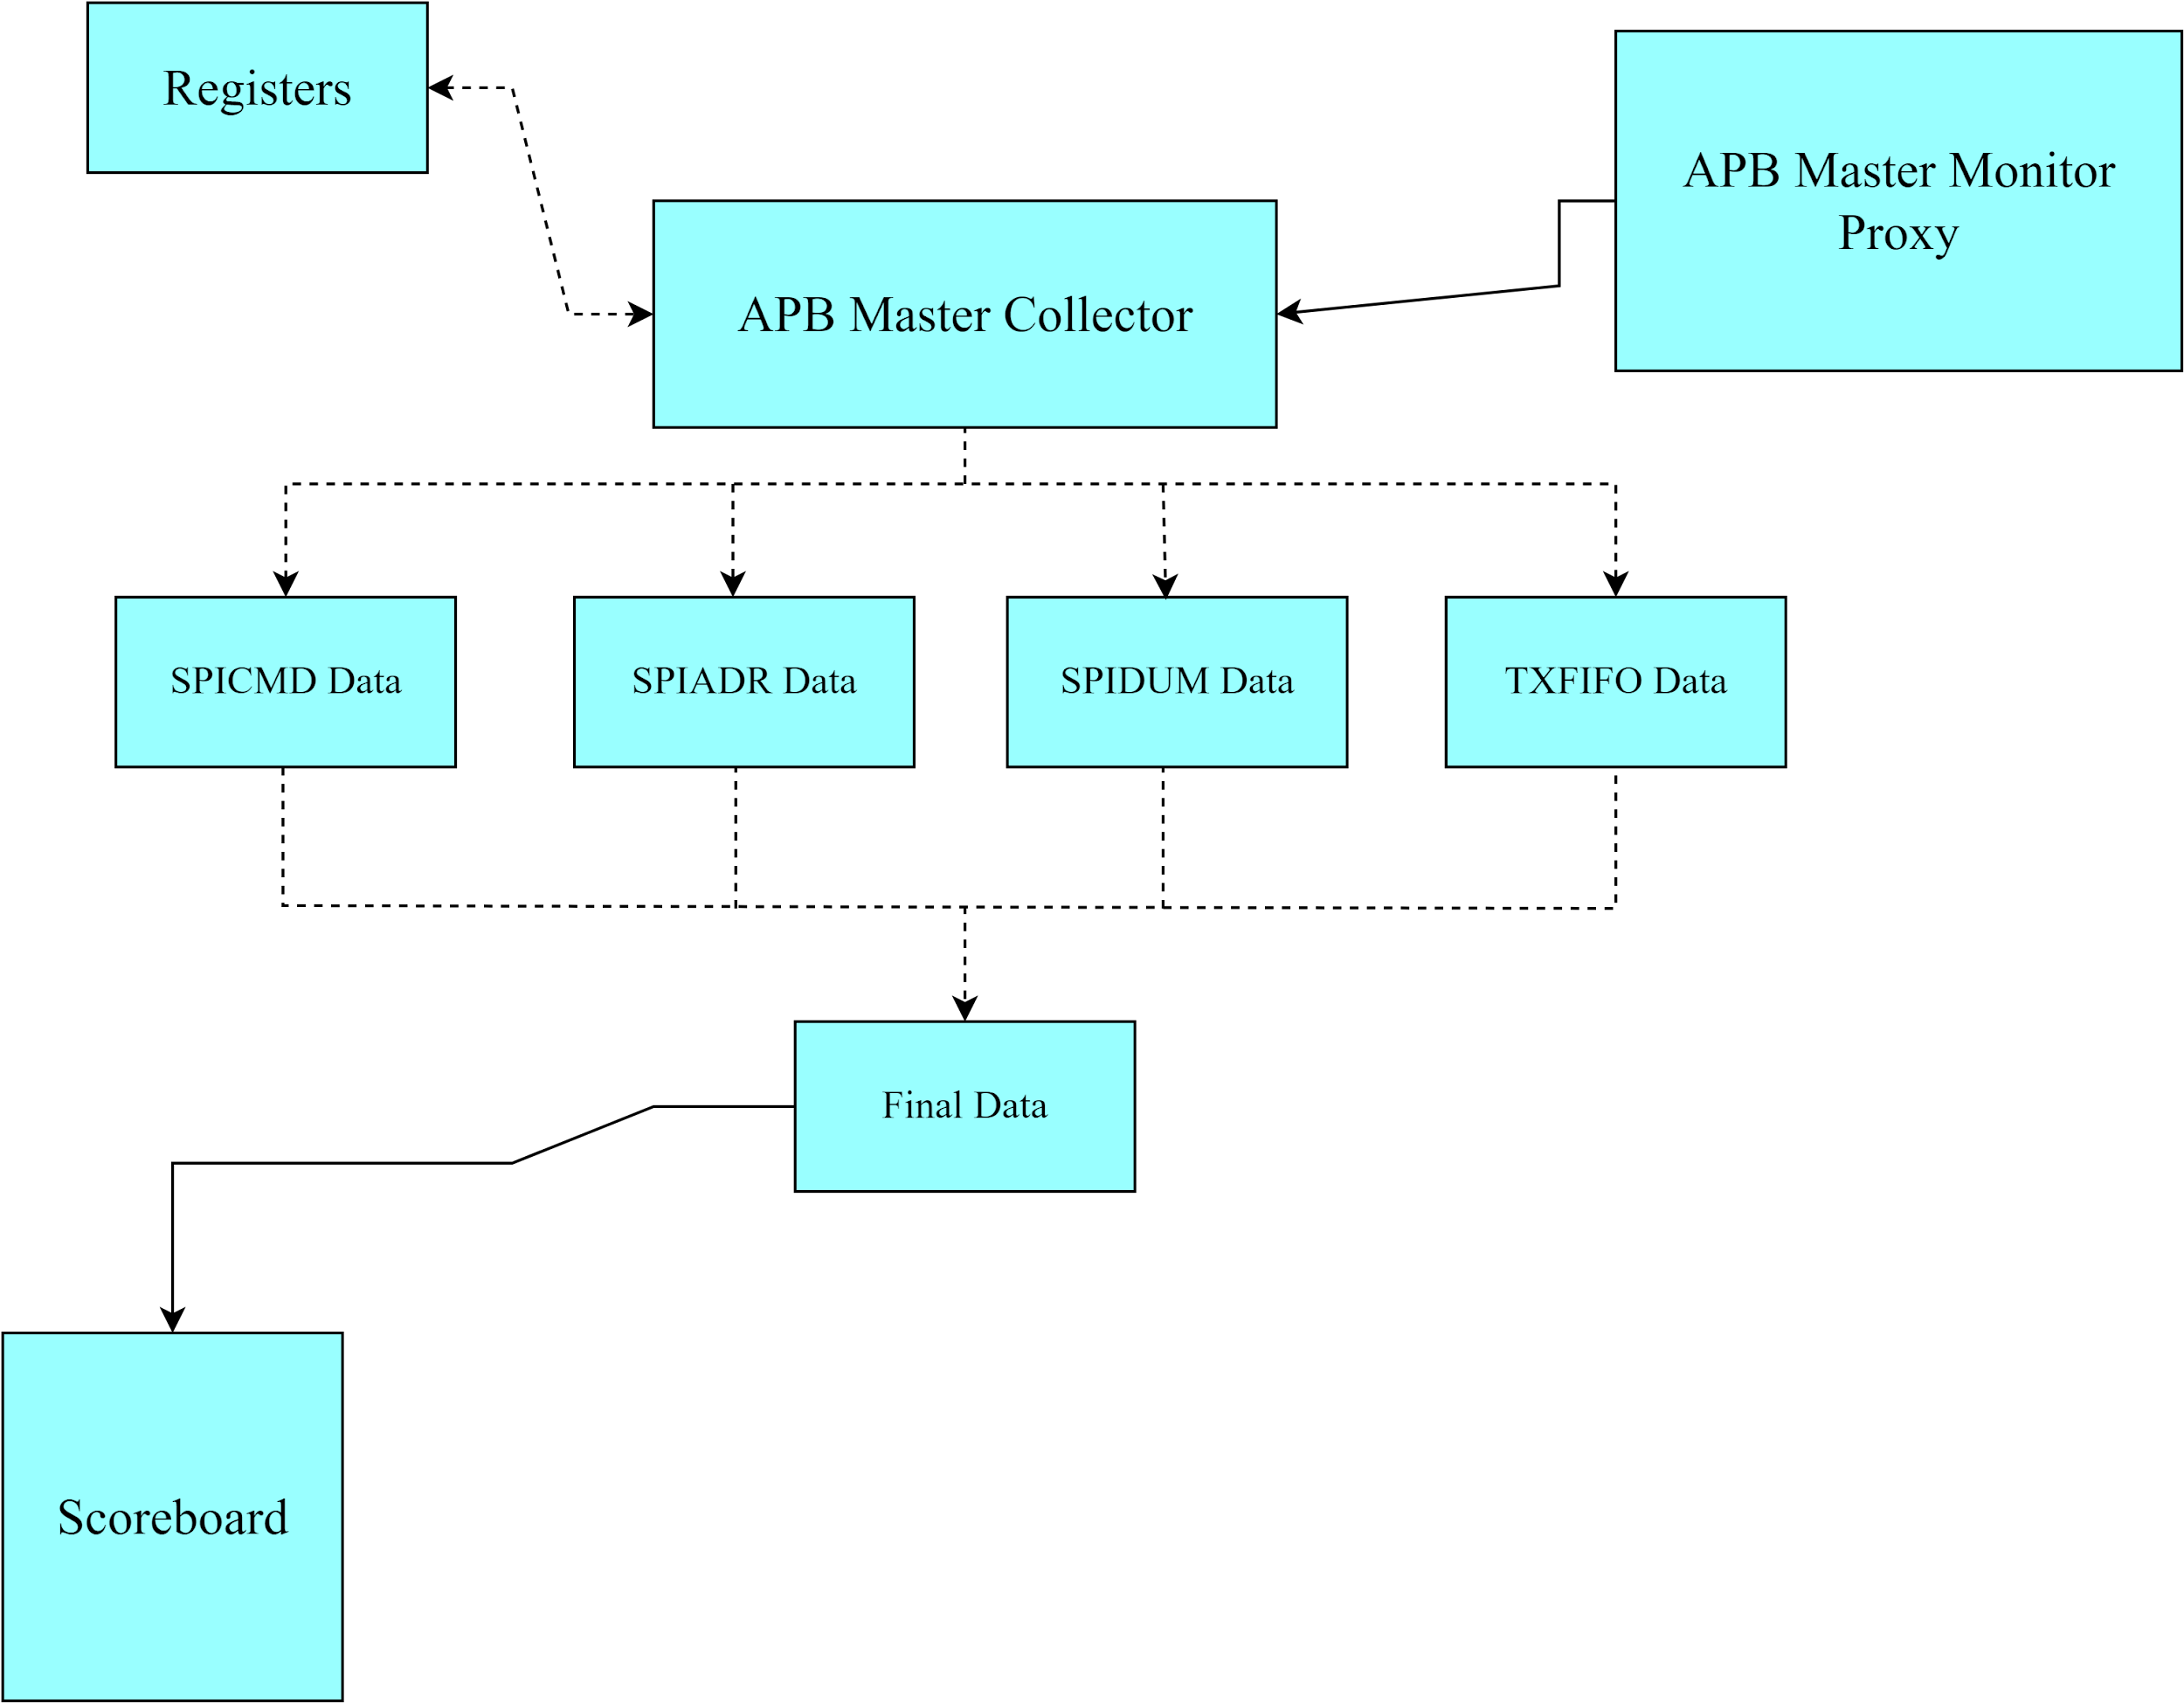 Registers
APB Master Monitor
Proxy
APB Master Collector
SPICMD Data
SPIADR Data
SPIDUM Data
TXFIFO Data
Final Data
Scoreboard